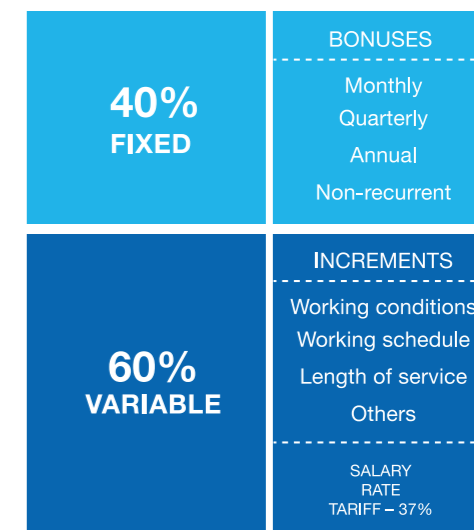 40%
FIXED
BONUSES
Monthly
Quarterly
Annual
Non-recurrent
60%
VARIABLE
INCREMENTS
Working conditions
Working schedule
Length of service
Others
SALARY
RATE
TARIFF – 37%